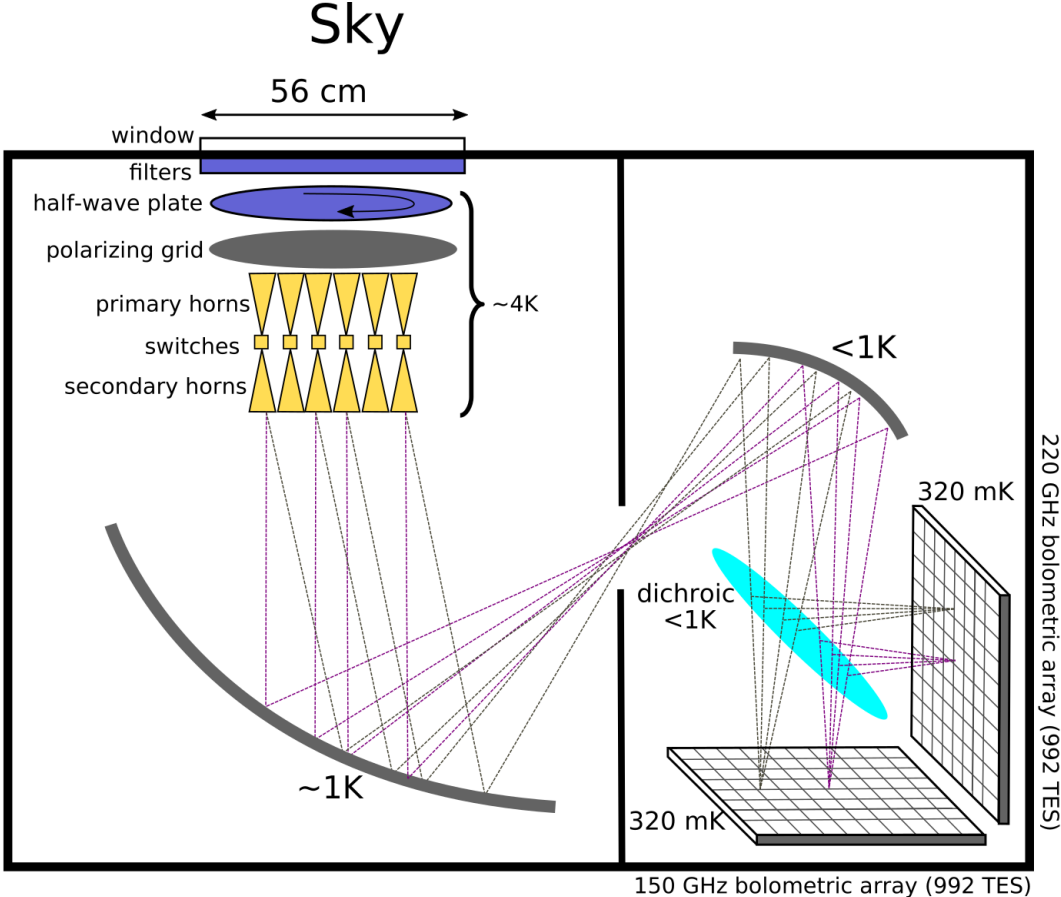 Sky
56 cm
window
filters
half-wave plate
polarizing grid
primary horns
~4K
switches
secondary horns
<1K
320 mK
dichroic
<1K
~1K
320 mK
220 GHz bolometric array (992 TES)
150 GHz bolometric array (992 TES)